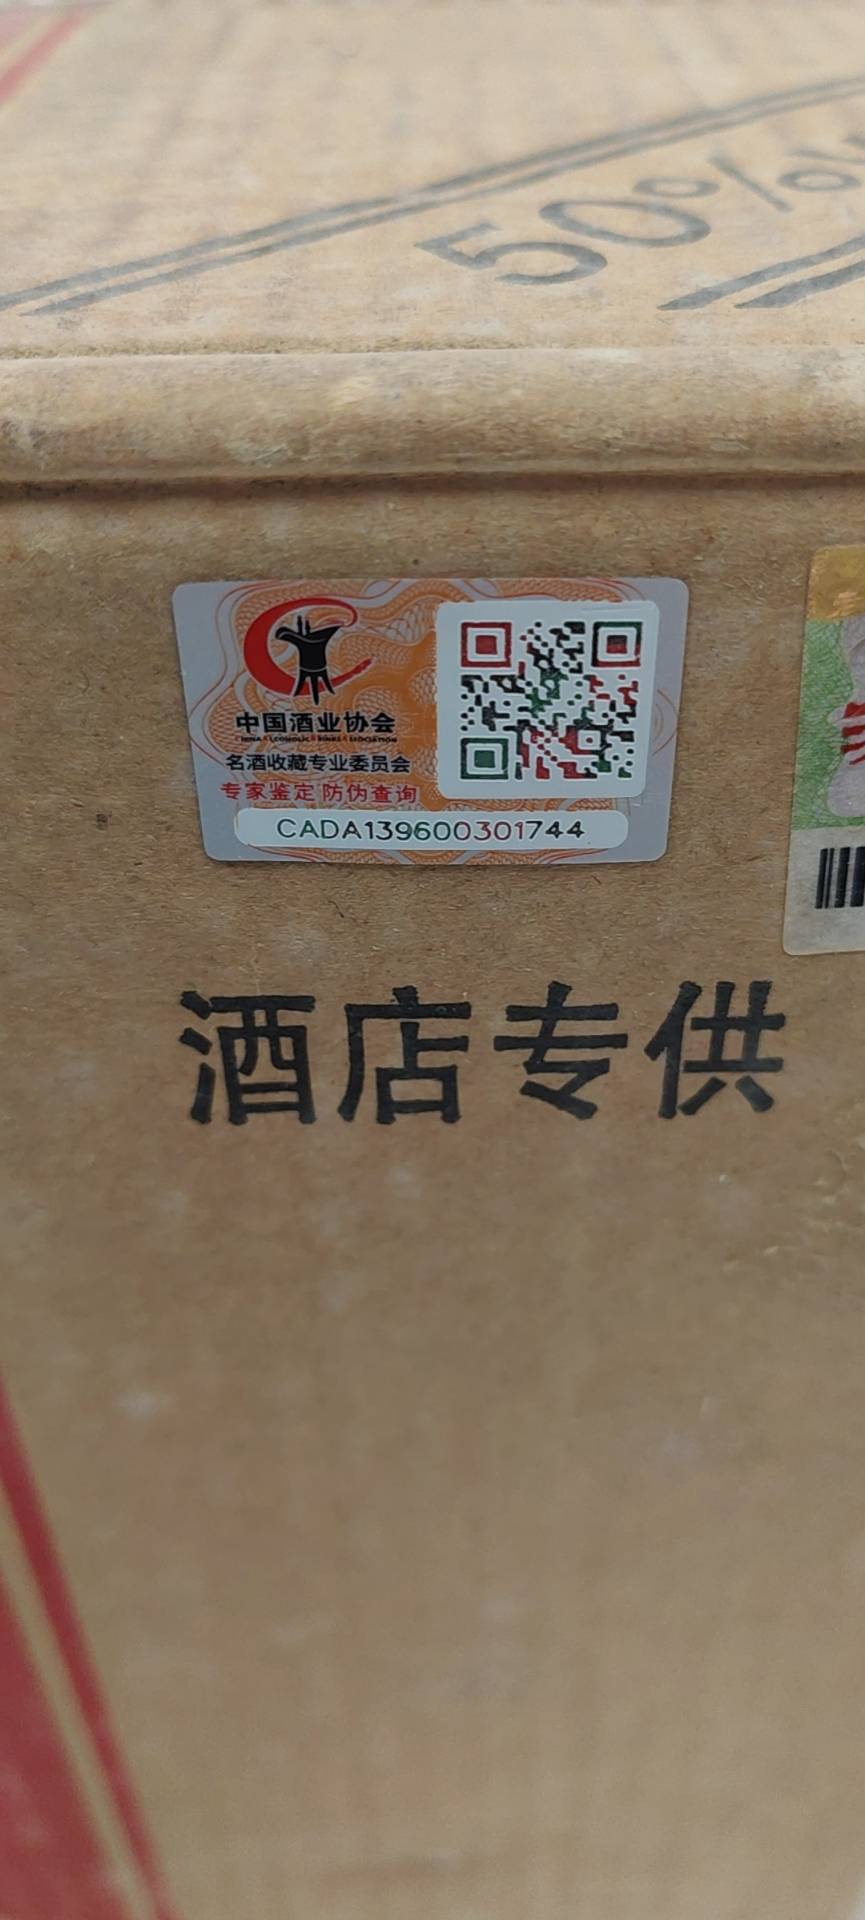 50%
中国酒业协会
名酒收藏专业委员会
专家鉴定 防伪查询
CADA139600301744
酒店专供